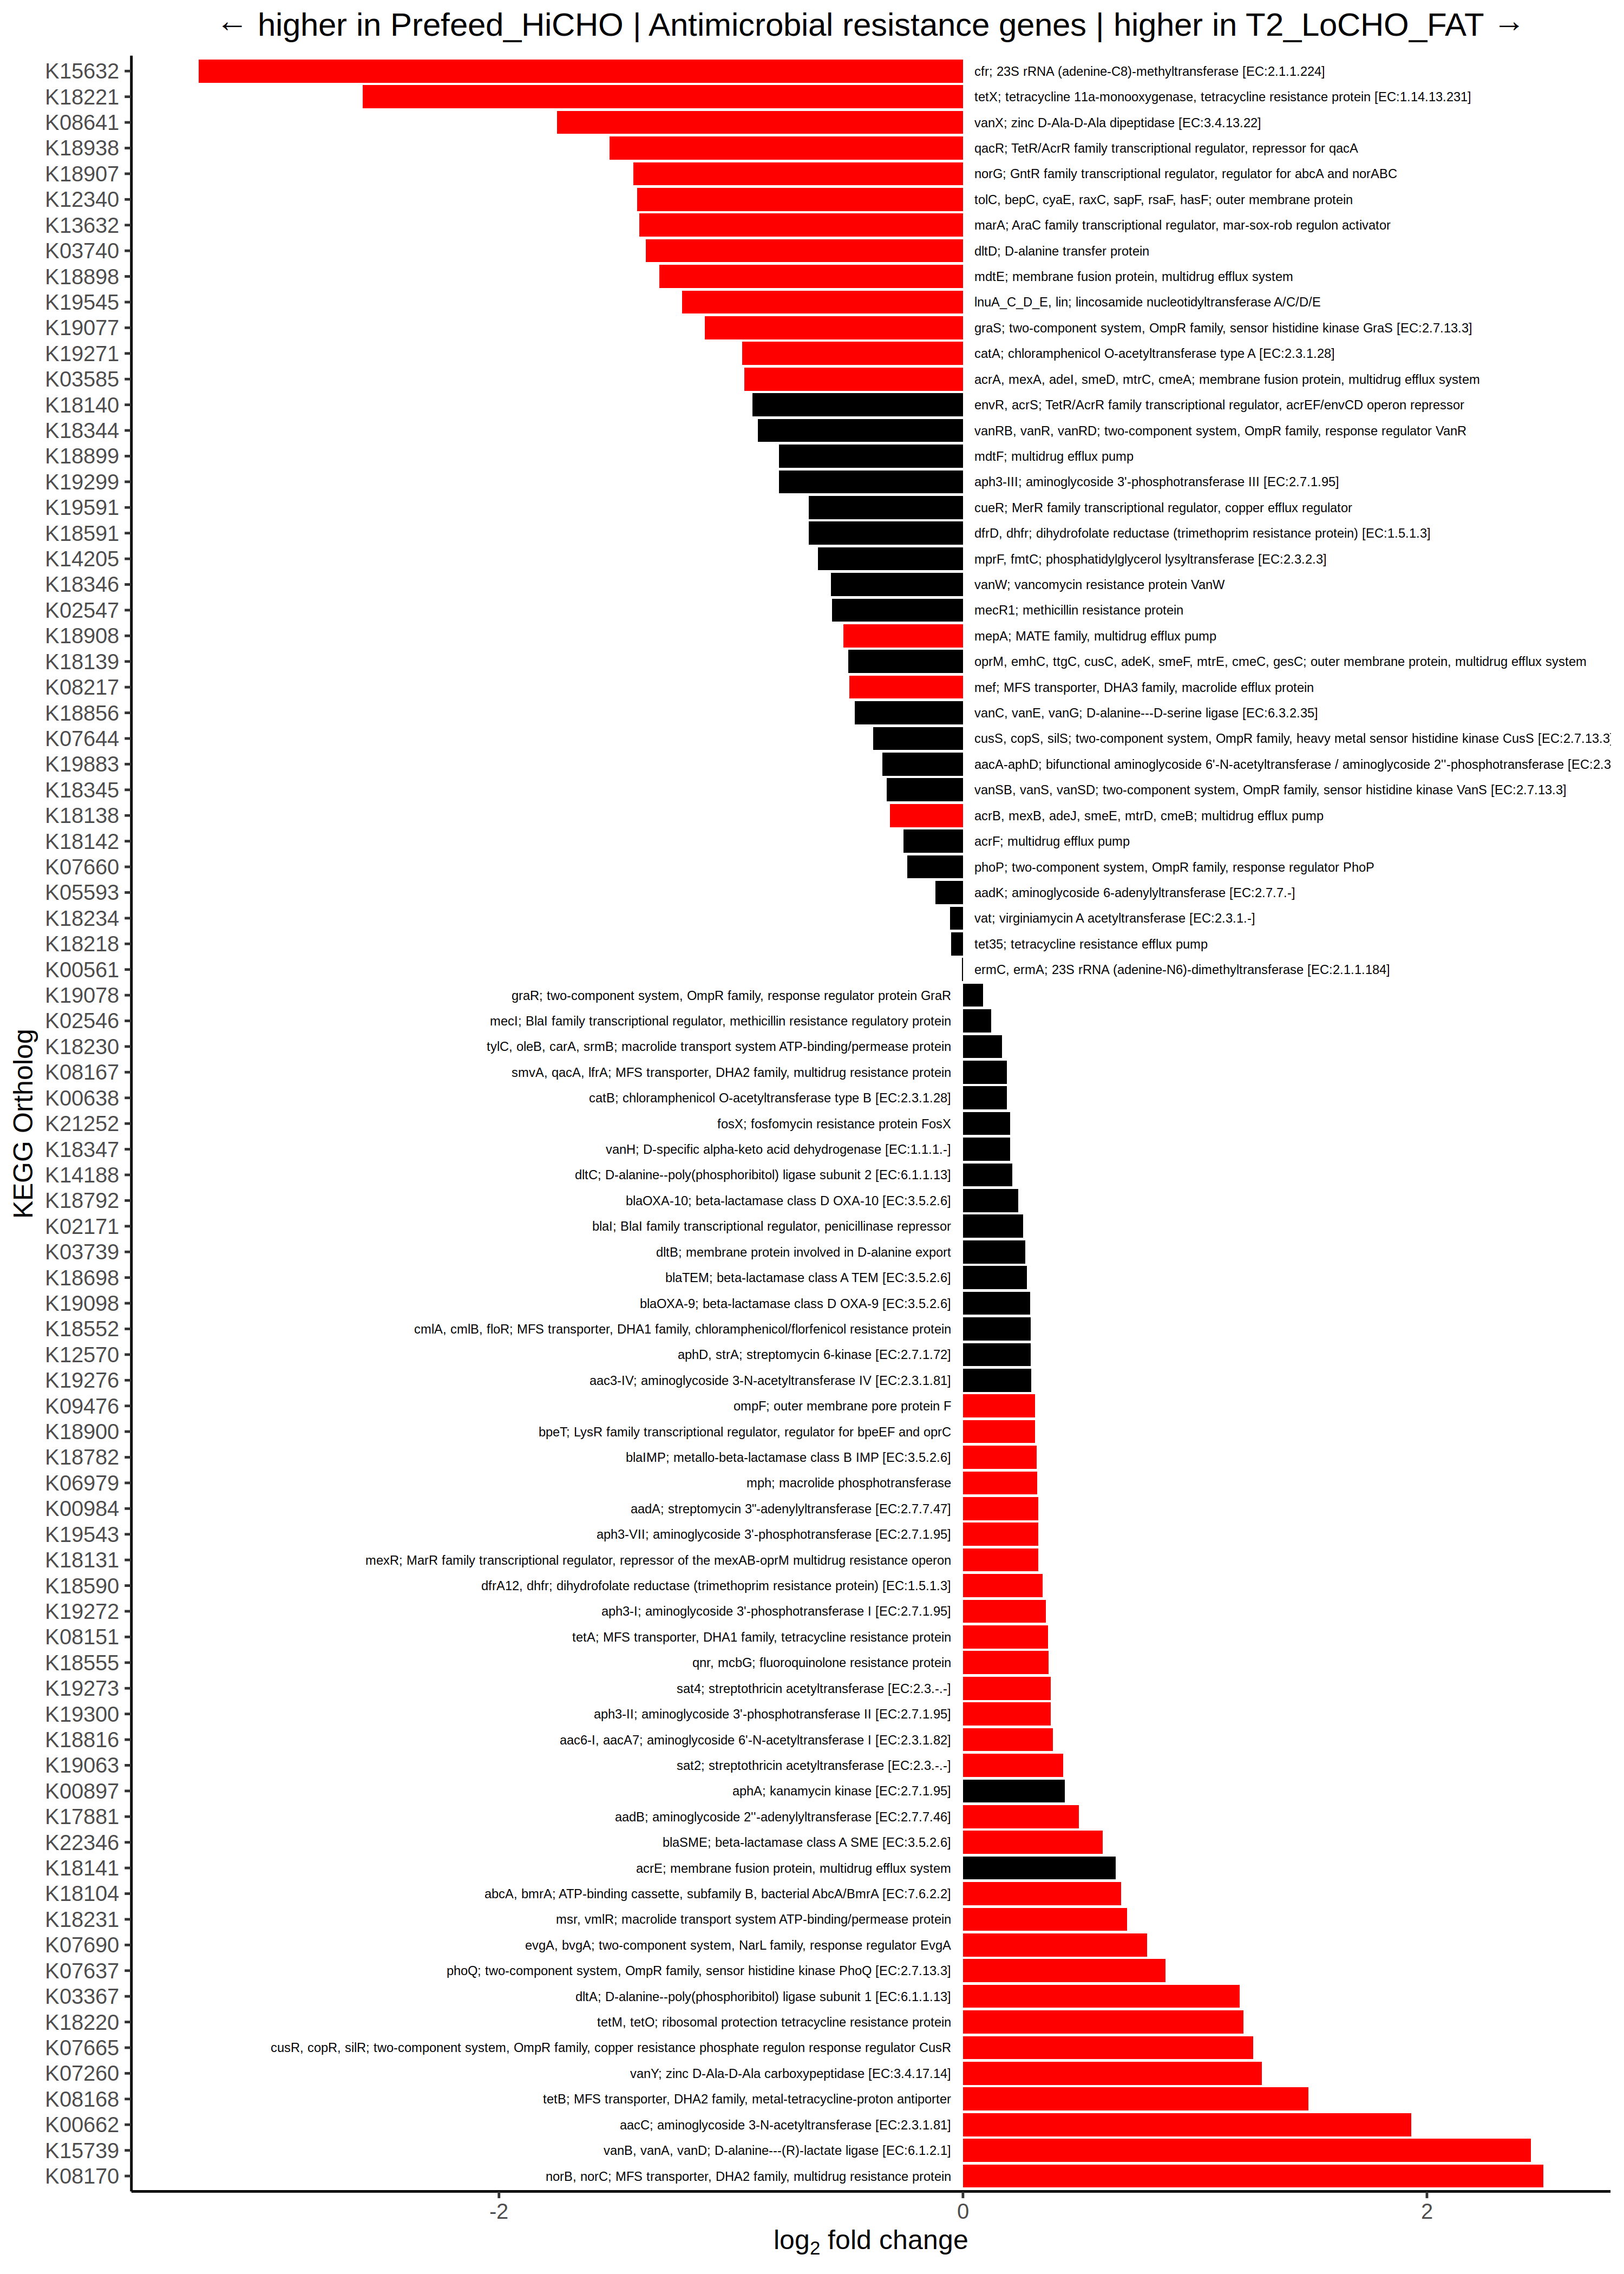 ← higher in Prefeed_HiCHO | Antimicrobial resistance genes | higher in T2_LoCHO_FAT →
K15632 cfr; 23S rRNA (adenine-C8)-methyltransferase [EC:2.1.1.224]
K18221 tetX; tetracycline 11a-monooxygenase, tetracycline resistance protein [EC:1.14.13.231]
K08641 vanX; zinc D-Ala-D-Ala dipeptidase [EC:3.4.13.22]
K18938 qacR; TetR/AcrR family transcriptional regulator, repressor for qacA
K18907 norG; GntR family transcriptional regulator, regulator for abcA and norABC
K12340 tolC, bepC, cyaE, raxC, sapF, rsaF, hasF; outer membrane protein
K13632 marA; AraC family transcriptional regulator, mar-sox-rob regulon activator
K03740 dltD; D-alanine transfer protein
K18898 mdtE; membrane fusion protein, multidrug efflux system
K19545 lnuA_C_D_E, lin; lincosamide nucleotidyltransferase A/C/D/E
K19077 graS; two-component system, OmpR family, sensor histidine kinase GraS [EC:2.7.13.3]
K19271 catA; chloramphenicol O-acetyltransferase type A [EC:2.3.1.28]
K03585 acrA, mexA, adeI, smeD, mtrC, cmeA; membrane fusion protein, multidrug efflux system
K18140 envR, acrS; TetR/AcrR family transcriptional regulator, acrEF/envCD operon repressor
K18344 vanRB, vanR, vanRD; two-component system, OmpR family, response regulator VanR
K18899 mdtF; multidrug efflux pump
K19299 aph3-III; aminoglycoside 3'-phosphotransferase III [EC:2.7.1.95]
K19591 cueR; MerR family transcriptional regulator, copper efflux regulator
K18591 dfrD, dhfr; dihydrofolate reductase (trimethoprim resistance protein) [EC:1.5.1.3]
K14205 mprF, fmtC; phosphatidylglycerol lysyltransferase [EC:2.3.2.3]
K18346 vanW; vancomycin resistance protein VanW
K02547 mecR1; methicillin resistance protein
K18908 mepA; MATE family, multidrug efflux pump
K18139 oprM, emhC, ttgC, cusC, adeK, smeF, mtrE, cmeC, gesC; outer membrane protein, multidrug efflux system
K08217 mef; MFS transporter, DHA3 family, macrolide efflux protein
K18856 vanC, vanE, vanG; D-alanine---D-serine ligase [EC:6.3.2.35]
K07644 cusS, copS, silS; two-component system, OmpR family, heavy metal sensor histidine kinase CusS [EC:2.7.13.3]
K19883 aacA-aphD; bifunctional aminoglycoside 6'-N-acetyltransferase / aminoglycoside 2''-phosphotransferase [EC:2.3
K18345 vanSB, vanS, vanSD; two-component system, OmpR family, sensor histidine kinase VanS [EC:2.7.13.3]
K18138 acrB, mexB, adeJ, smeE, mtrD, cmeB; multidrug efflux pump
K18142 acrF; multidrug efflux pump
K07660 phoP; two-component system, OmpR family, response regulator PhoP
K05593 aadK; aminoglycoside 6-adenylyltransferase [EC:2.7.7.-]
K18234 vat; virginiamycin A acetyltransferase [EC:2.3.1.-]
K18218 tet35; tetracycline resistance efflux pump
K00561 ermC, ermA; 23S rRNA (adenine-N6)-dimethyltransferase [EC:2.1.1.184]
K19078 graR; two-component system, OmpR family, response regulator protein GraR
K02546 mecI; BlaI family transcriptional regulator, methicillin resistance regulatory protein
K18230 tylC, oleB, carA, srmB; macrolide transport system ATP-binding/permease protein
K08167 smvA, qacA, lfrA; MFS transporter, DHA2 family, multidrug resistance protein
K00638 catB; chloramphenicol O-acetyltransferase type B [EC:2.3.1.28]
K21252 fosX; fosfomycin resistance protein FosX
K18347 vanH; D-specific alpha-keto acid dehydrogenase [EC:1.1.1.-]
K14188 dltC; D-alanine--poly(phosphoribitol) ligase subunit 2 [EC:6.1.1.13]
K18792 blaOXA-10; beta-lactamase class D OXA-10 [EC:3.5.2.6]
K02171 blaI; BlaI family transcriptional regulator, penicillinase repressor
K03739 dltB; membrane protein involved in D-alanine export
K18698 blaTEM; beta-lactamase class A TEM [EC:3.5.2.6]
K19098 blaOXA-9; beta-lactamase class D OXA-9 [EC:3.5.2.6]
K18552 cmlA, cmlB, floR; MFS transporter, DHA1 family, chloramphenicol/florfenicol resistance protein
K12570 aphD, strA; streptomycin 6-kinase [EC:2.7.1.72]
K19276 aac3-IV; aminoglycoside 3-N-acetyltransferase IV [EC:2.3.1.81]
K09476 ompF; outer membrane pore protein F
K18900 bpeT; LysR family transcriptional regulator, regulator for bpeEF and oprC
K18782 blaIMP; metallo-beta-lactamase class B IMP [EC:3.5.2.6]
K06979 mph; macrolide phosphotransferase
K00984 aadA; streptomycin 3"-adenylyltransferase [EC:2.7.7.47]
K19543 aph3-VII; aminoglycoside 3'-phosphotransferase [EC:2.7.1.95]
K18131 mexR; MarR family transcriptional regulator, repressor of the mexAB-oprM multidrug resistance operon
K18590 dfrA12, dhfr; dihydrofolate reductase (trimethoprim resistance protein) [EC:1.5.1.3]
K19272 aph3-I; aminoglycoside 3'-phosphotransferase I [EC:2.7.1.95]
K08151 tetA; MFS transporter, DHA1 family, tetracycline resistance protein
K18555 qnr, mcbG; fluoroquinolone resistance protein
K19273 sat4; streptothricin acetyltransferase [EC:2.3.-.-]
K19300 aph3-II; aminoglycoside 3'-phosphotransferase II [EC:2.7.1.95]
K18816 aac6-I, aacA7; aminoglycoside 6'-N-acetyltransferase I [EC:2.3.1.82]
K19063 sat2; streptothricin acetyltransferase [EC:2.3.-.-]
K00897 aphA; kanamycin kinase [EC:2.7.1.95]
K17881 aadB; aminoglycoside 2''-adenylyltransferase [EC:2.7.7.46]
K22346 blaSME; beta-lactamase class A SME [EC:3.5.2.6]
K18141 acrE; membrane fusion protein, multidrug efflux system
K18104 abcA, bmrA; ATP-binding cassette, subfamily B, bacterial AbcA/BmrA [EC:7.6.2.2]
K18231 msr, vmlR; macrolide transport system ATP-binding/permease protein
K07690 evgA, bvgA; two-component system, NarL family, response regulator EvgA
K07637 phoQ; two-component system, OmpR family, sensor histidine kinase PhoQ [EC:2.7.13.3]
K03367 dltA; D-alanine--poly(phosphoribitol) ligase subunit 1 [EC:6.1.1.13]
K18220 tetM, tetO; ribosomal protection tetracycline resistance protein
K07665 cusR, copR, silR; two-component system, OmpR family, copper resistance phosphate regulon response regulator CusR
K07260 vanY; zinc D-Ala-D-Ala carboxypeptidase [EC:3.4.17.14]
K08168 tetB; MFS transporter, DHA2 family, metal-tetracycline-proton antiporter
K00662 aacC; aminoglycoside 3-N-acetyltransferase [EC:2.3.1.81]
K15739 vanB, vanA, vanD; D-alanine---(R)-lactate ligase [EC:6.1.2.1]
K08170 norB, norC; MFS transporter, DHA2 family, multidrug resistance protein
KEGG Ortholog
-2 0 2
log2 fold change